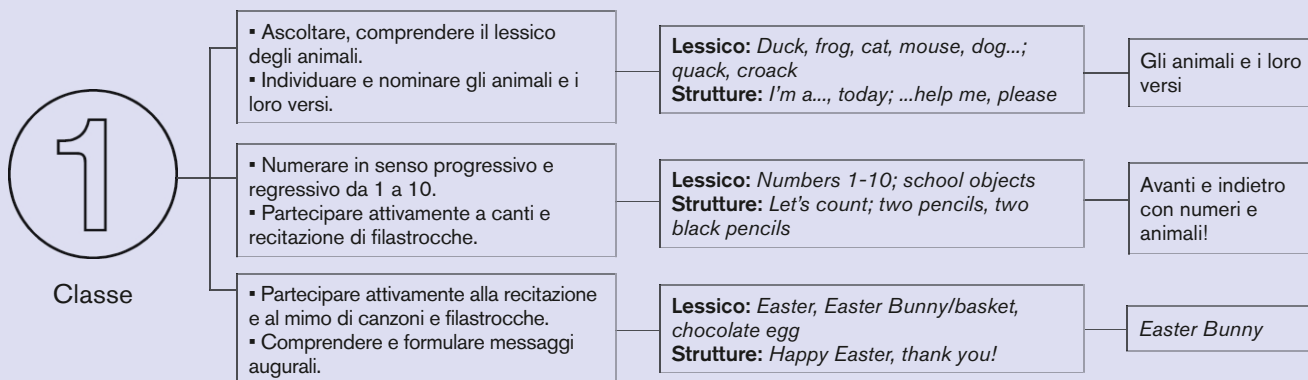 1
Classe
▪ Ascoltare, comprendere il lessico
degli animali.
▪ Individuare e nominare gli animali e i
loro versi.
Lessico: Duck, frog, cat, mouse, dog...;
quack, croack
Strutture: I'm a..., today; ...help me, please
Gli animali e i loro
versi
▪ Numerare in senso progressivo e
regressivo da 1 a 10.
▪ Partecipare attivamente a canti e
recitazione di filastrocche.
Lessico: Numbers 1-10; school objects
Strutture: Let's count; two pencils, two
black pencils
Avanti e indietro
con numeri e
animali!
▪ Partecipare attivamente alla recitazione
e al mimo di canzoni e filastrocche.
▪ Comprendere e formulare messaggi
augurali.
Lessico: Easter, Easter Bunny/basket,
chocolate egg
Strutture: Happy Easter, thank you!
Easter Bunny